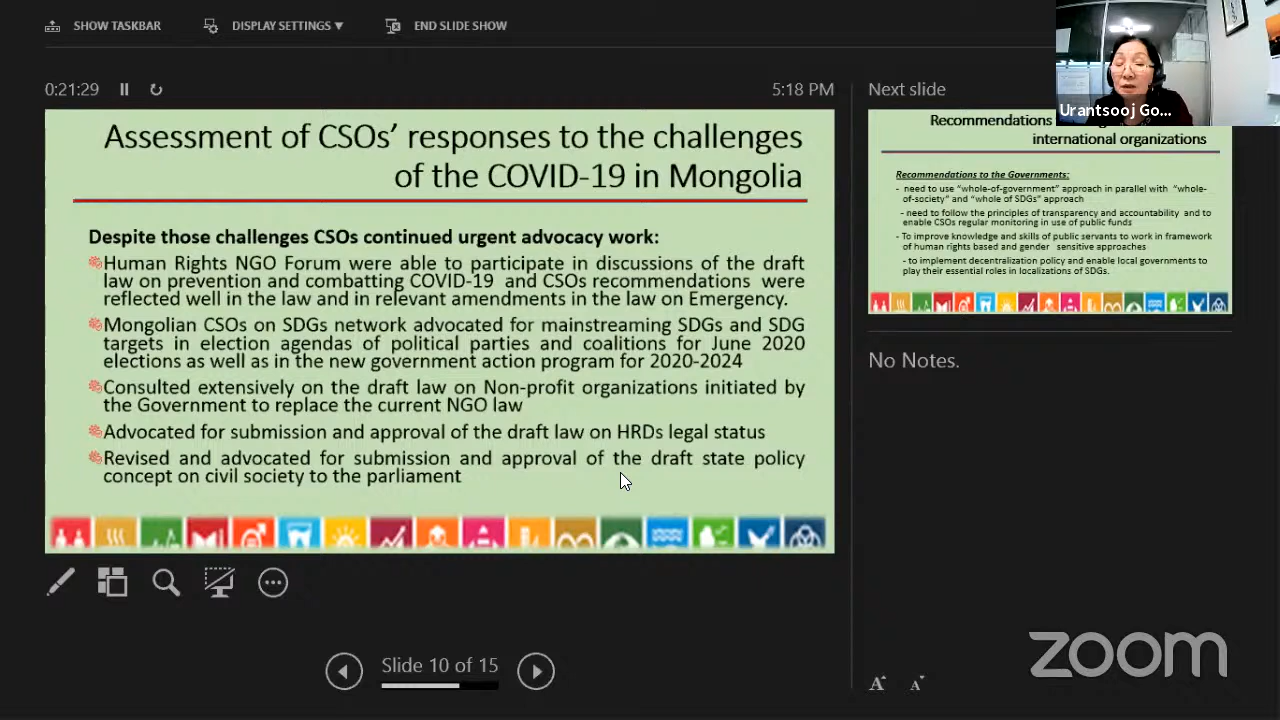 SHOW TASKBAR
DISPLAY SETTINGS ▼
END SLIDE SHOW
0:21:29
5:18 PM
Assessment of CSOs’ responses to the challenges
of the COVID-19 in Mongolia
Despite those challenges CSOs continued urgent advocacy work:
Human Rights NGO Forum were able to participate in discussions of the draft
law on prevention and combatting COVID-19 and CSOs recommendations were
reflected well in the law and in relevant amendments in the law on Emergency.
Mongolian CSOs on SDGs network advocated for mainstreaming SDGs and SDG
targets in election agendas of political parties and coalitions for June 2020
elections as well as in the new government action program for 2020-2024
Consulted extensively on the draft law on Non-profit organizations initiated by
the Government to replace the current NGO law
Advocated for submission and approval of the draft law on HRDs legal status
Revised and advocated for submission and approval of the draft state policy
concept on civil society to the parliament
Slide 10 of 15
Next slide
Urantsooj Go...
Recommendations
international organizations
Recommendations to the Governments:
- need to use “whole-of-government” approach in parallel with “whole-
of-society” and “whole of SDGs” approach
- need to follow the principles of transparency and accountability and to
enable CSOs regular monitoring in use of public funds
- To improve knowledge and skills of public servants to work in framework
of human rights based and gender sensitive approaches
- to implement decentralization policy and enable local governments to
play their essential roles in localizations of SDGs.
No Notes.
A A
zoom